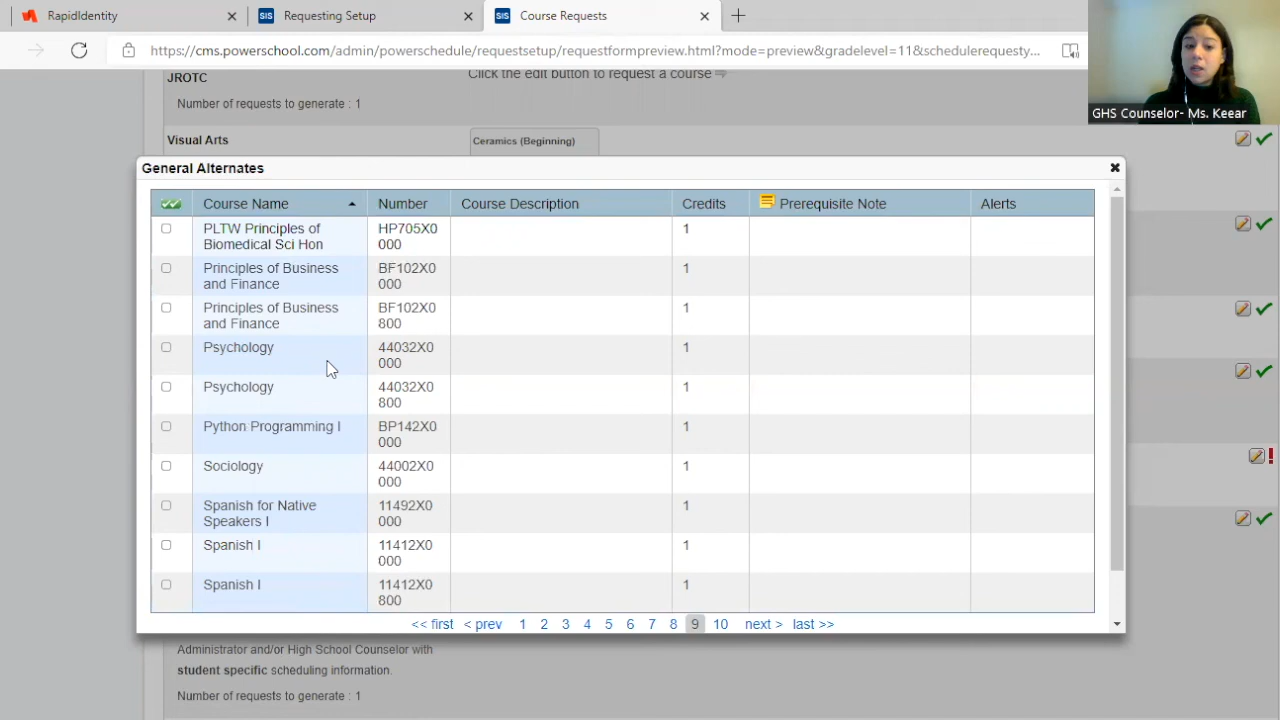 RapidIdentity
SIS Requesting Setup
SIS Course Requests
https://cms.powerschool.com/admin/powerschedule/requestsetup/requestformpreview.html?mode=preview&gradelevel=11&schedulerequesty...
GHS Counselor- Ms. Keear
JROTC
Click the edit button to request a course
Number of requests to generate : 1
Visual Arts
Ceramics (Beginning)
General Alternates
Course Name Number Course Description Credits Prerequisite Note Alerts
PLTW Principles of HP705X0 1
Biomedical Sci Hon 000
Principles of Business BF102X0 1
and Finance 000
Principles of Business BF102X0 1
and Finance 800
Psychology 44032X0 1
000
Psychology 44032X0 1
800
Python Programming I BP142X0 1
000
Sociology 44002X0 1
000
Spanish for Native 11492X0 1
Speakers I 000
Spanish I 11412X0 1
000
Spanish I 11412X0 1
800
<< first < prev 1 2 3 4 5 6 7 8 9 10 next > last >>
Administrator and/or High School Counselor with
student specific scheduling information.
Number of requests to generate : 1